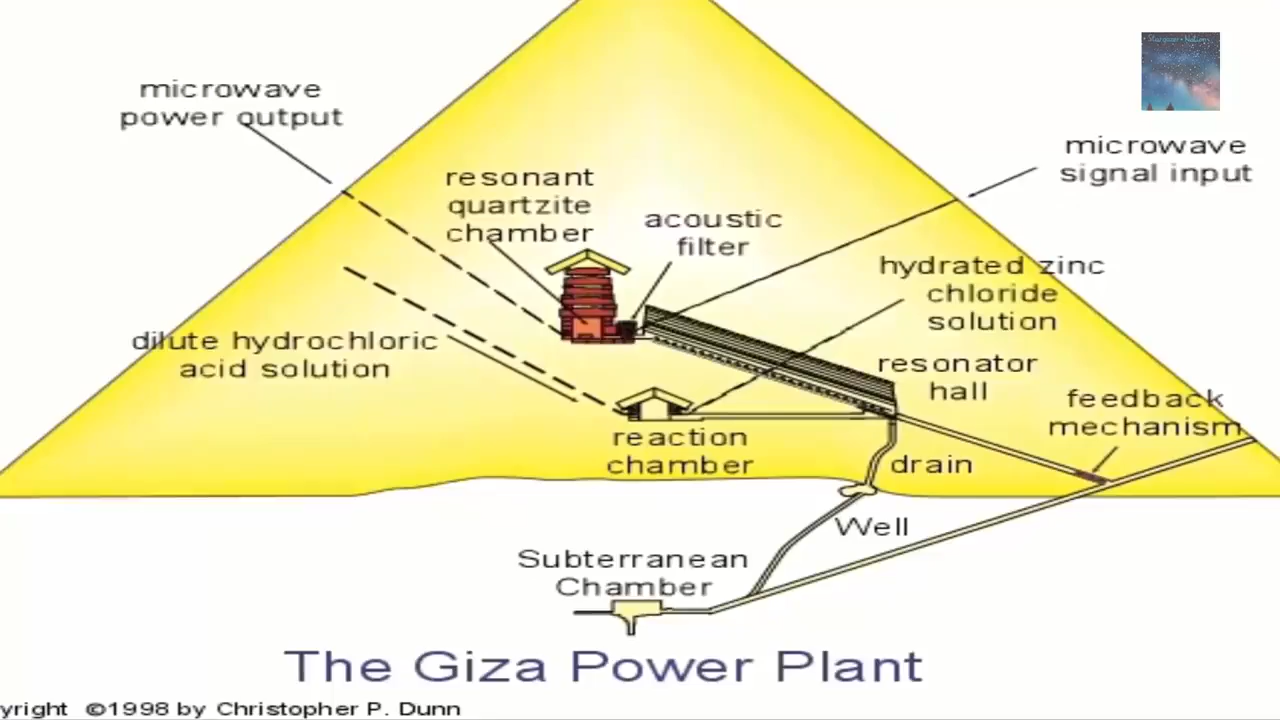 microwave
power output
resonant
quartzite
chamber
acoustic
filter
microwave
signal input
hydrated zinc
chloride
solution
dilute hydrochloric
acid solution
resonator
hall
feedback
mechanism
reaction
chamber
drain
Well
Subterranean
Chamber
The Giza Power Plant
yright ©1998 by Christopher P. Dunn